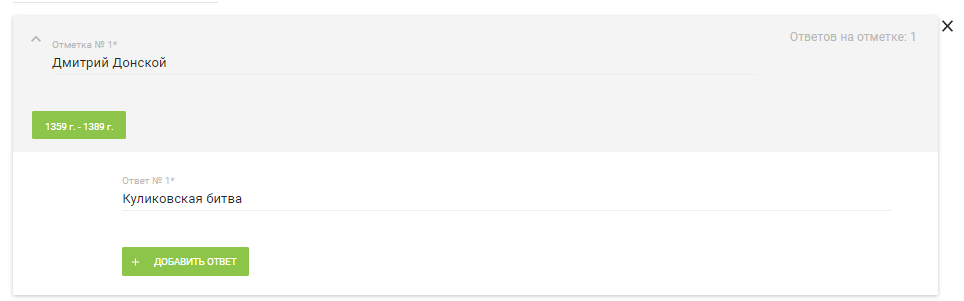 Отметка № 1*
Ответов на отметке: 1
Дмитрий Донской
1359 г. - 1389 г.
Ответ № 1*
Куликовская битва
+ ДОБАВИТЬ ОТВЕТ